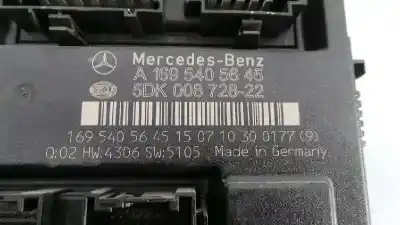 Mercedes-Benz
A 169 540 56 45
5DK 008 728-22
169 540 56 45 15 07 10 30 0177 (9)
Q:02 HW:4306 SW:5105 Made in Germany